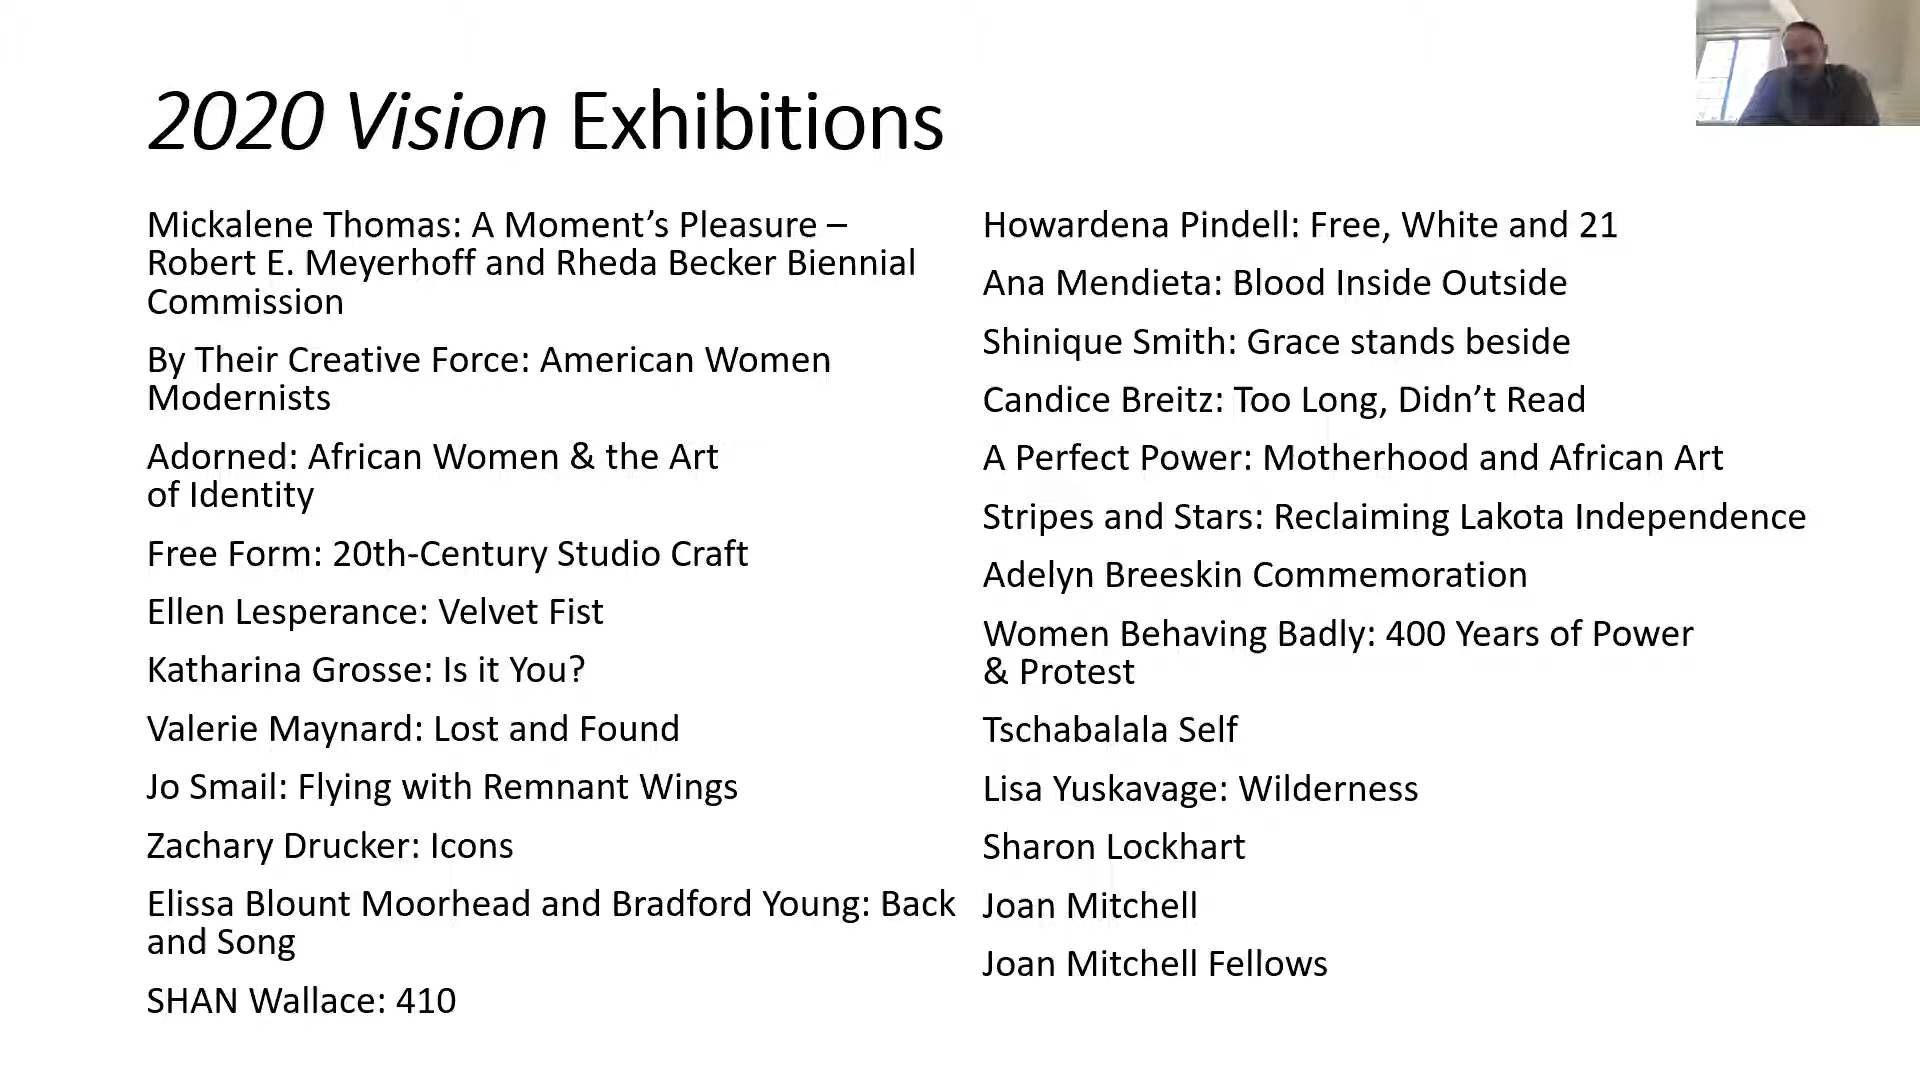 2020 Vision Exhibitions
Mickalene Thomas: A Moment’s Pleasure –
Robert E. Meyerhoff and Rheda Becker Biennial
Commission
By Their Creative Force: American Women
Modernists
Adorned: African Women & the Art
of Identity
Free Form: 20th-Century Studio Craft
Ellen Lesperance: Velvet Fist
Katharina Grosse: Is it You?
Valerie Maynard: Lost and Found
Jo Smail: Flying with Remnant Wings
Zachary Drucker: Icons
Elissa Blount Moorhead and Bradford Young: Back
and Song
SHAN Wallace: 410
Howardena Pindell: Free, White and 21
Ana Mendieta: Blood Inside Outside
Shinique Smith: Grace stands beside
Candice Breitz: Too Long, Didn’t Read
A Perfect Power: Motherhood and African Art
Stripes and Stars: Reclaiming Lakota Independence
Adelyn Breeskin Commemoration
Women Behaving Badly: 400 Years of Power
& Protest
Tschabalala Self
Lisa Yuskavage: Wilderness
Sharon Lockhart
Joan Mitchell
Joan Mitchell Fellows